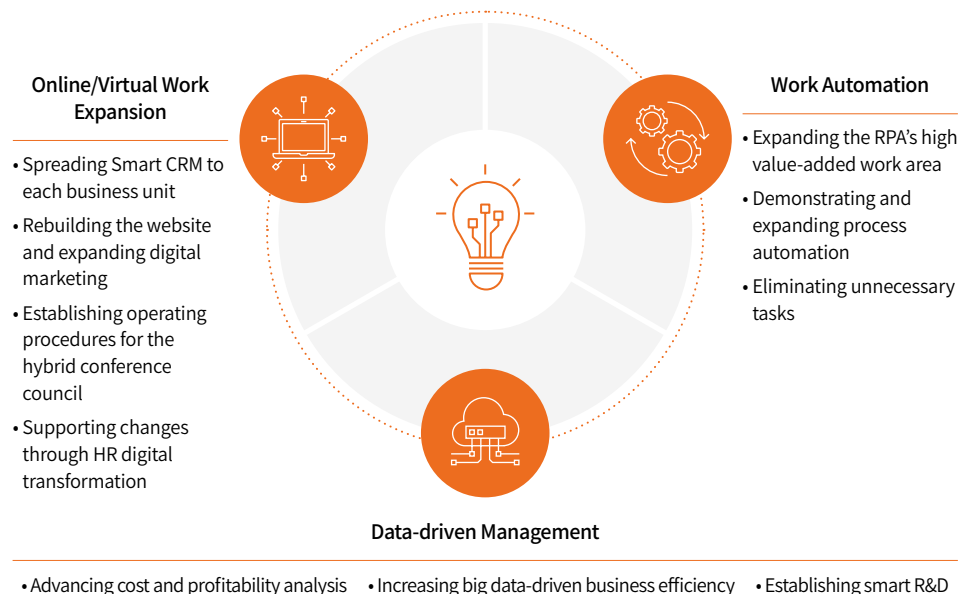 Online/Virtual Work
Expansion
• Spreading Smart CRM to
each business unit
• Rebuilding the website
and expanding digital
marketing
• Establishing operating
procedures for the
hybrid conference
council
• Supporting changes
through HR digital
transformation
Work Automation
• Expanding the RPA's high
value-added work area
• Demonstrating and
expanding process
automation
• Eliminating unnecessary
tasks
Data-driven Management
• Advancing cost and profitability analysis
• Increasing big data-driven business efficiency
• Establishing smart R&D